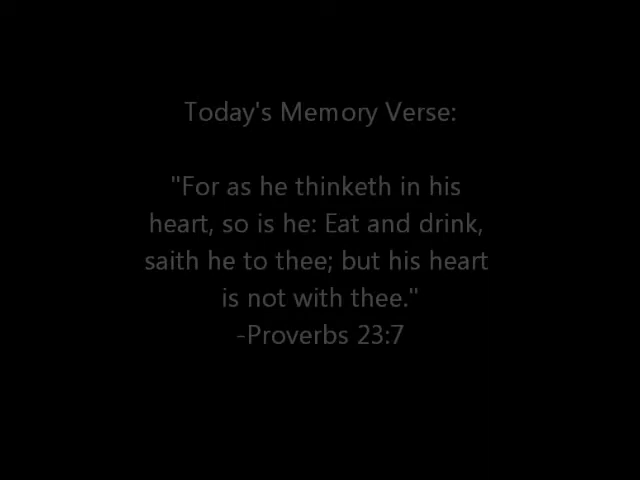 Today's Memory Verse:
"For as he thinketh in his
heart, so is he: Eat and drink,
saith he to thee; but his heart
is not with thee."
-Proverbs 23:7